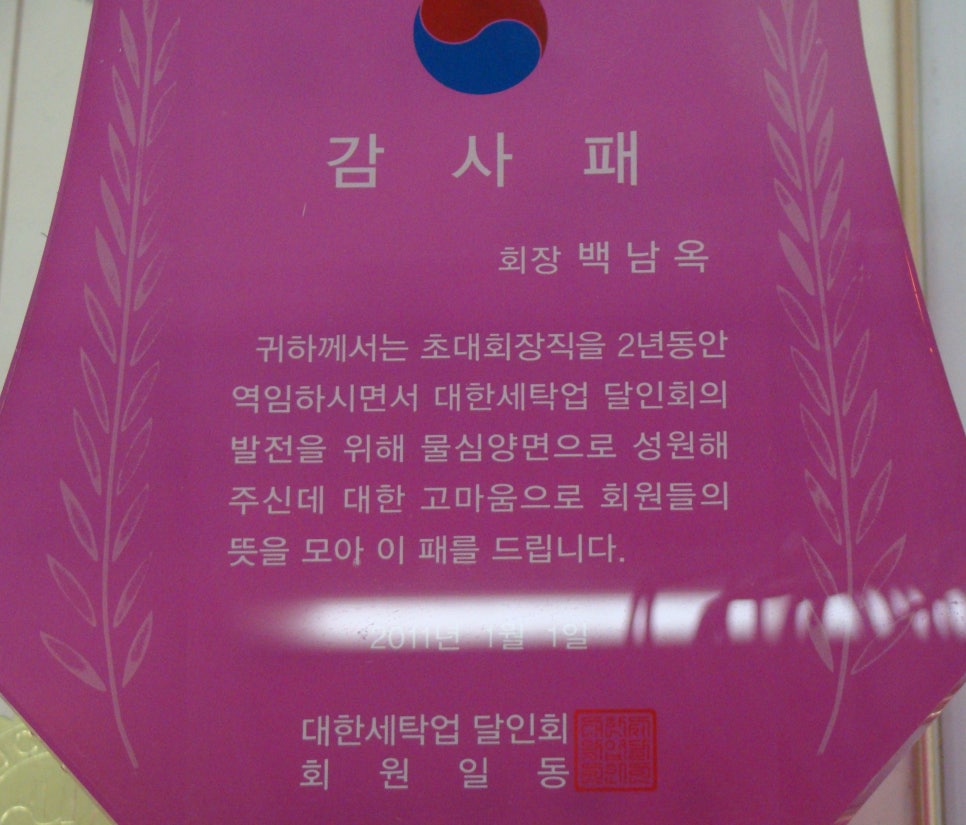 감 사 패
회장 백 남 옥
귀하께서는 초대회장직을 2년동안
역임하시면서 대한세탁업 달인회의
발전을 위해 물심양면으로 성원해
주신데 대한 고마움으로 회원들의
뜻을 모아 이 패를 드립니다.
2011년 1월 1일
대한세탁업 달인회
회 원 일 동